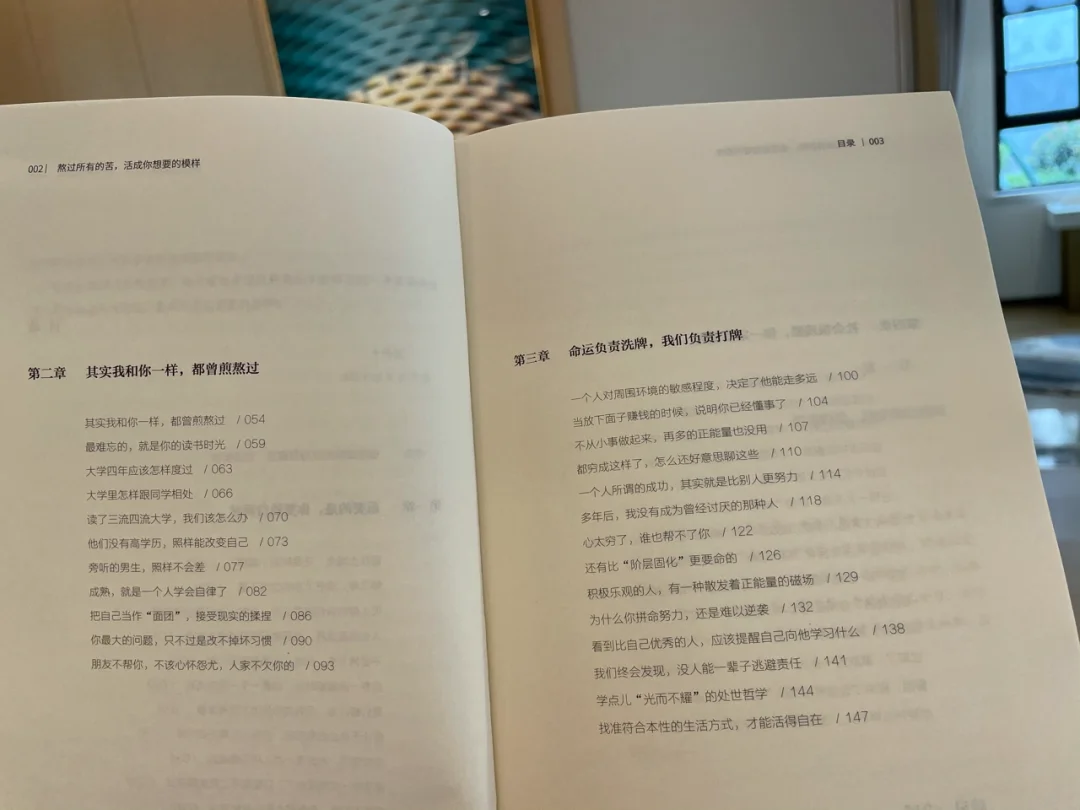 002| 熬过所有的苦，活成你想要的模样
第二章 其实我和你一样，都曾煎熬过
其实我和你一样，都曾煎熬过 / 054
最难忘的，就是你的读书时光 / 059
大学四年应该怎样度过 / 063
大学里怎样跟同学相处 / 066
读了三流四流大学，我们该怎么办 / 070
他们没有高学历，照样能改变自己 / 073
旁听的男生，照样不会差 / 077
成熟，就是一个人学会自律了 / 082
把自己当作“面团”，接受现实的揉捏 / 086
你最大的问题，只不过是改不掉坏习惯 / 090
朋友不帮你，不该心怀怨尤，人家不欠你的 / 093
目录 | 003
第三章 命运负责洗牌，我们负责打牌
一个人对周围环境的敏感程度，决定了他能走多远 / 100
当放下面子赚钱的时候，说明你已经懂事了 / 104
不从小事做起来，再多的正能量也没用 / 107
都穷成这样了，怎么还好意思聊这些 / 110
一个人所谓的成功，其实就是比别人更努力 / 114
多年后，我没有成为曾经讨厌的那种人 / 118
心太穷了，谁也帮不了你 / 122
还有比“阶层固化”更要命的 / 126
积极乐观的人，有一种散发着正能量的磁场 / 129
为什么你拼命努力，还是难以逆袭 / 132
看到比自己优秀的人，应该提醒自己向他学习什么 / 138
我们终会发现，没人能一辈子逃避责任 / 141
学点儿“光而不耀”的处世哲学 / 144
找准符合本性的生活方式，才能活得自在 / 147